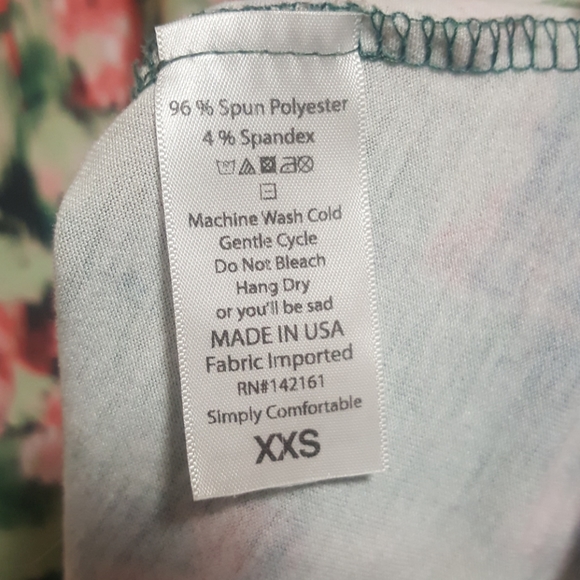 96 % Spun Polyester
4 % Spandex
Machine Wash Cold
Gentle Cycle
Do Not Bleach
Hang Dry
or you'll be sad
MADE IN USA
Fabric Imported
RN#142161
Simply Comfortable
XXS